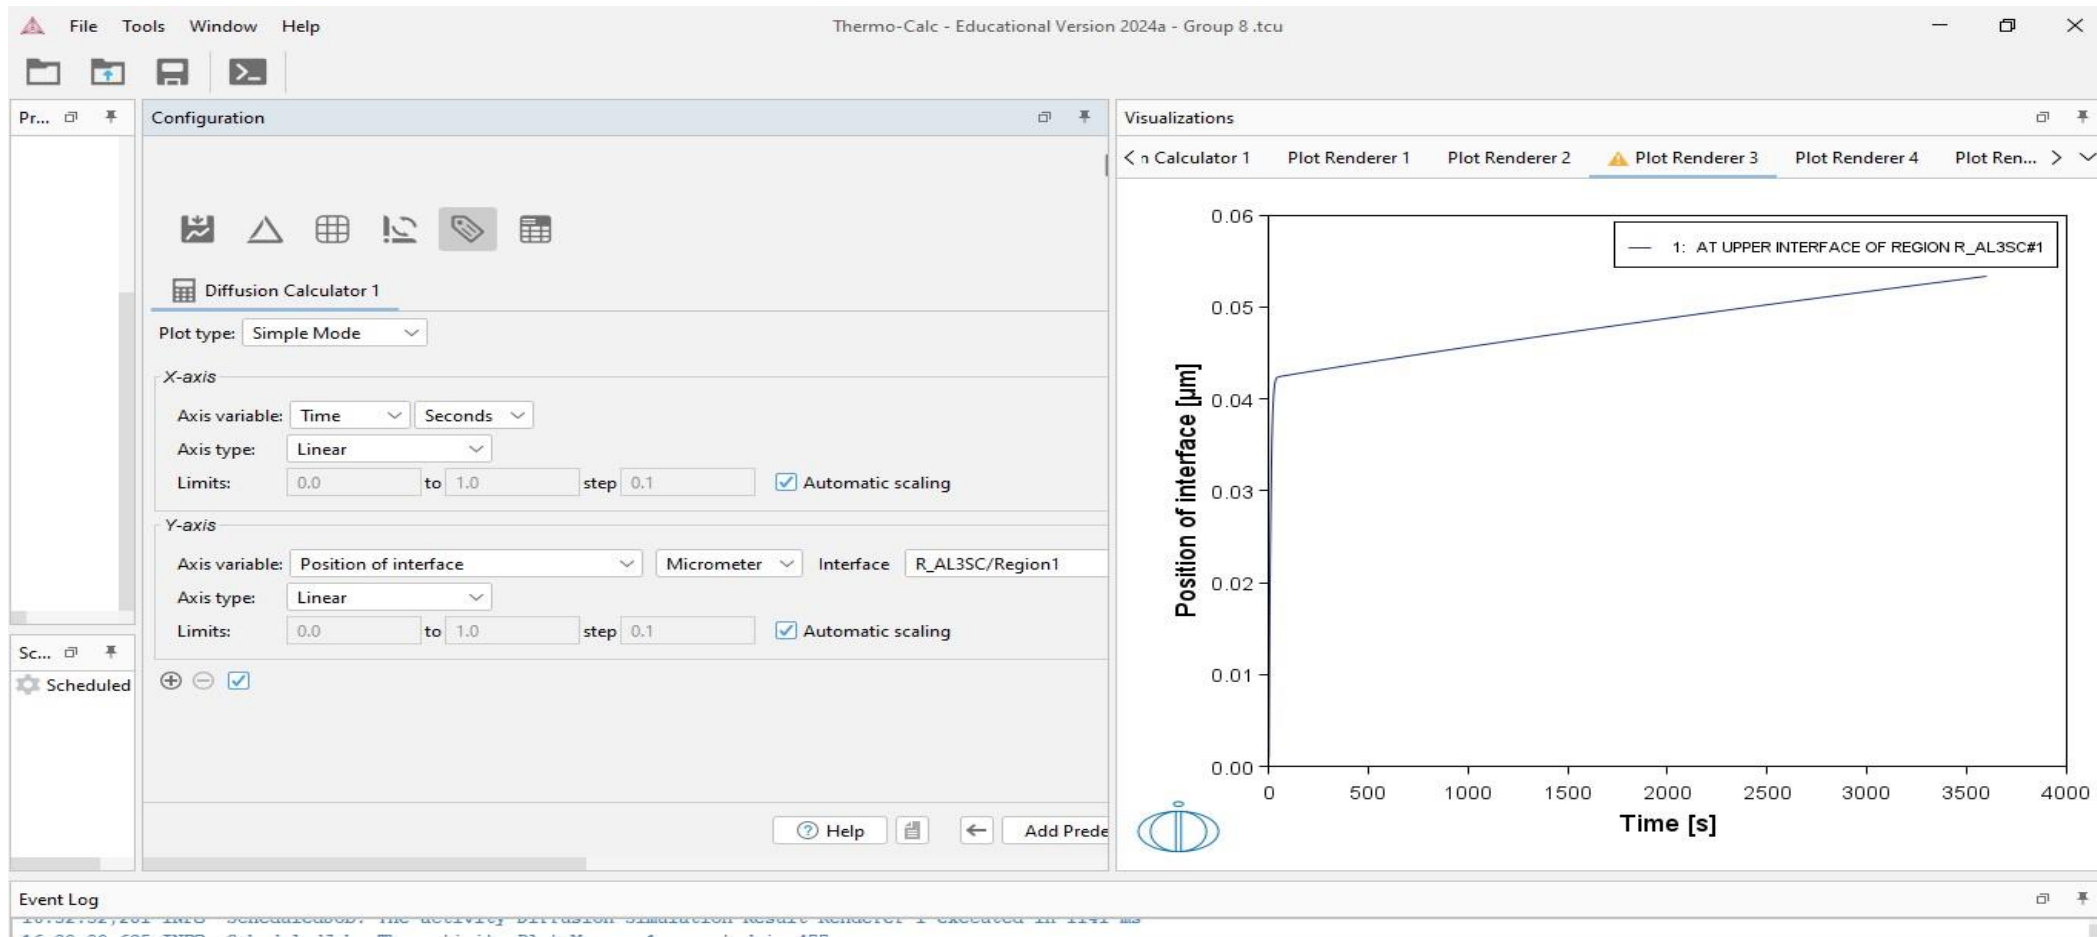 File Tools Window Help
Thermo-Calc - Educational Version 2024a - Group 8 .tcu
Pr...
Configuration
Visualizations
n Calculator 1 Plot Renderer 1 Plot Renderer 2 Plot Renderer 3 Plot Renderer 4 Plot Ren...
Diffusion Calculator 1
Plot type: Simple Mode
X-axis
Axis variable: Time Seconds
Axis type: Linear
Limits: 0.0 to 1.0 step 0.1 Automatic scaling
Y-axis
Axis variable: Position of interface Micrometer Interface R_AL3SC/Region1
Axis type: Linear
Limits: 0.0 to 1.0 step 0.1 Automatic scaling
Sc...
Scheduled
Help Add Prede
1: AT UPPER INTERFACE OF REGION R_AL3SC#1
0.06
0.05
0.04
0.03
0.02
0.01
0.00
Position of interface [µm]
0 500 1000 1500 2000 2500 3000 3500 4000
Time [s]
Event Log